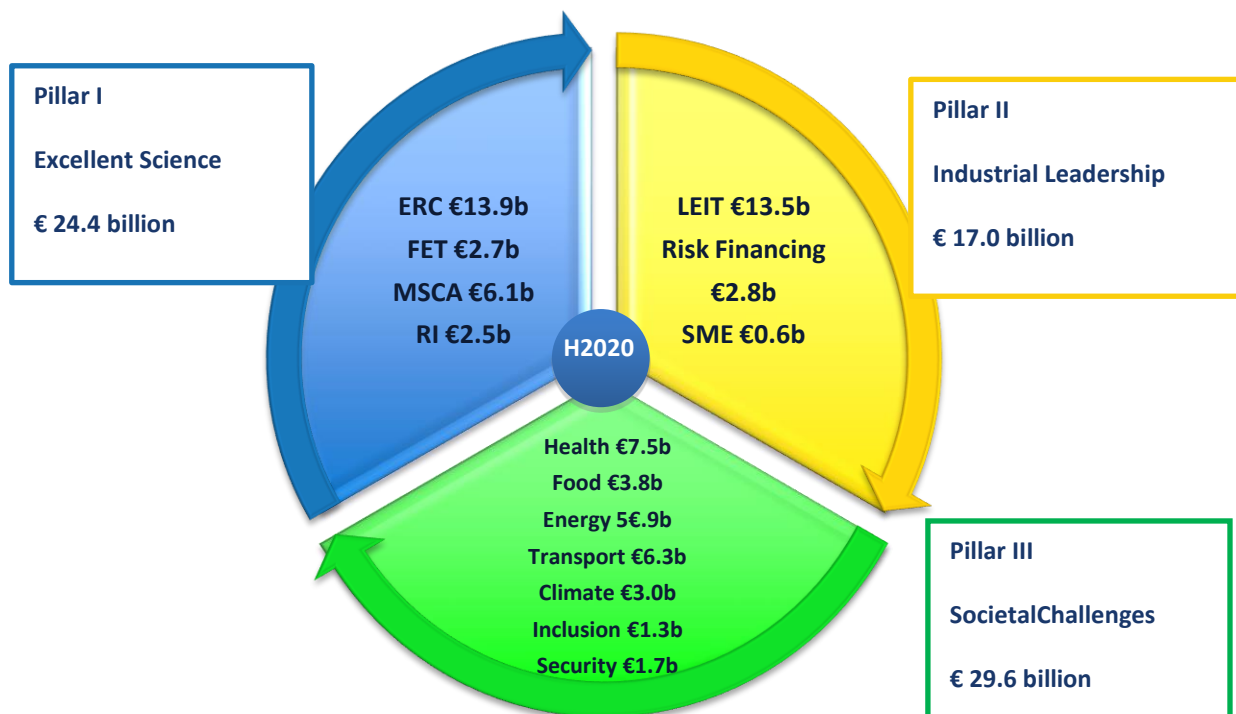 Pillar I
Excellent Science
€ 24.4 billion
ERC €13.9b
FET €2.7b
MSCA €6.1b
RI €2.5b
LEIT €13.5b
Risk Financing
€2.8b
SME €0.6b
Pillar II
Industrial Leadership
€ 17.0 billion
H2020
Health €7.5b
Food €3.8b
Energy 5€.9b
Transport €6.3b
Climate €3.0b
Inclusion €1.3b
Security €1.7b
Pillar III
SocietalChallenges
€ 29.6 billion